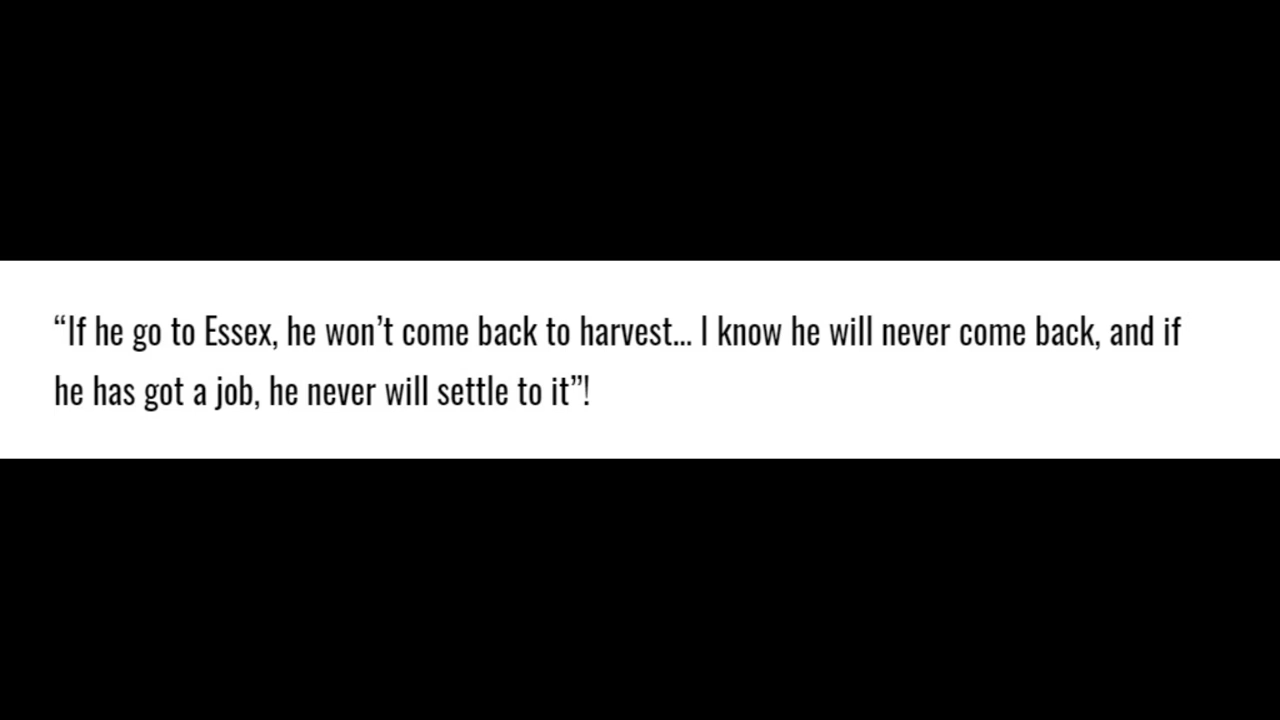 “If he go to Essex, he won’t come back to harvest... I know he will never come back, and if
he has got a job, he never will settle to it”!